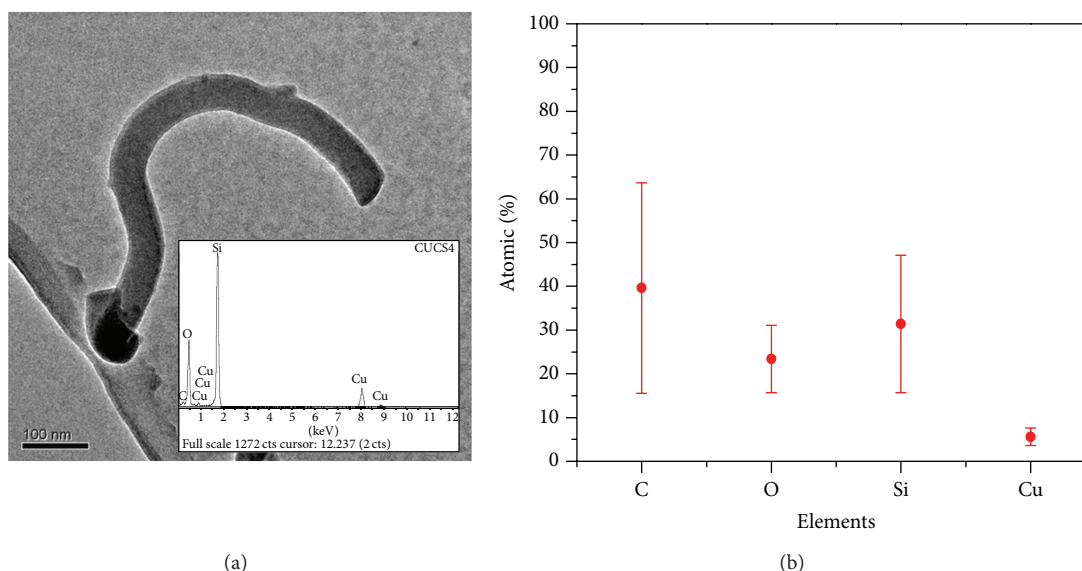 CUCS4
Si
O
Cu
Cu
Cu
Cu
C
Cu
1 2 3 4 5 6 7 8 9 10 11 12
(keV)
Full scale 1272 cts cursor: 12.237 (2 cts)
100 nm
(a)
100
90
80
70
60
50
40
30
20
10
0
Atomic (%)
C O Si Cu
Elements
(b)